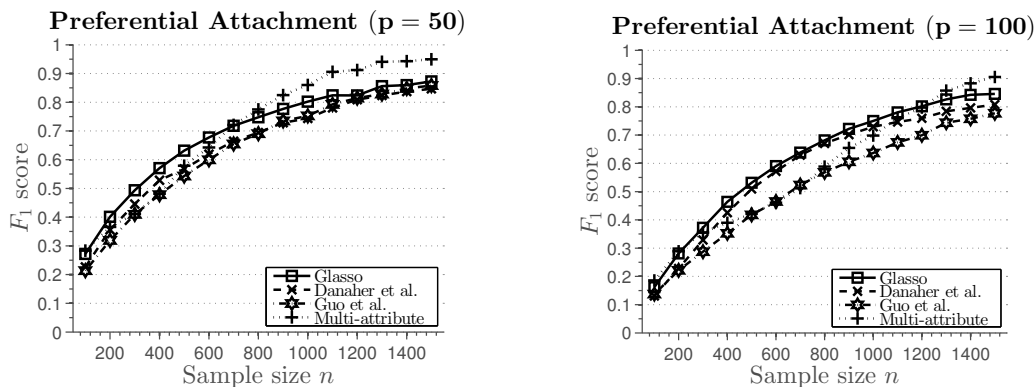 Preferential Attachment (p = 50)
1
0.9
0.8
0.7
0.6
0.5
0.4
0.3
0.2
0.1
0
F1 score
200 400 600 800 1000 1200 1400
Sample size n
Glasso
Danaher et al.
Guo et al.
Multi-attribute
Preferential Attachment (p = 100)
1
0.9
0.8
0.7
0.6
0.5
0.4
0.3
0.2
0.1
0
F1 score
200 400 600 800 1000 1200 1400
Sample size n
Glasso
Danaher et al.
Guo et al.
Multi-attribute